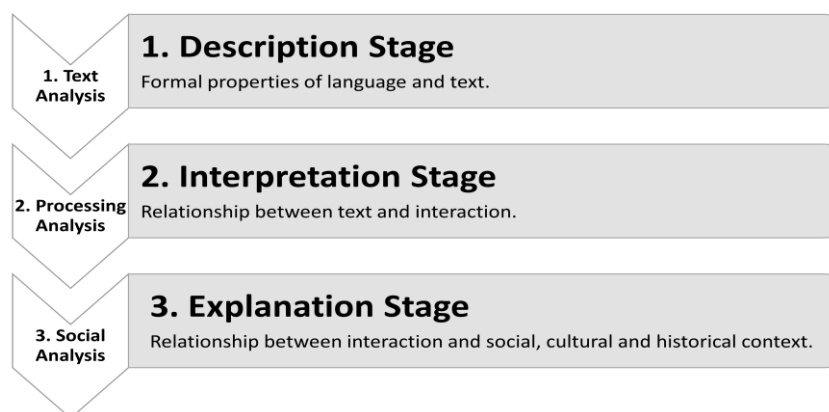 1. Description Stage
1. Text
Analysis
Formal properties of language and text.
2. Interpretation Stage
2. Processing
Analysis
Relationship between text and interaction.
3. Explanation Stage
3. Social
Analysis
Relationship between interaction and social, cultural and historical context.